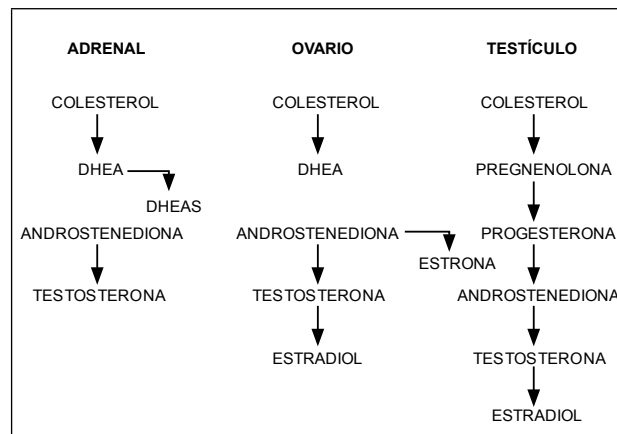 ADRENAL OVARIO TESTÍCULO
COLESTEROL COLESTEROL COLESTEROL
DHEA DHEA PREGNENOLONA
DHEAS
ANDROSTENEDIONA ANDROSTENEDIONA PROGESTERONA
ESTRONA
TESTOSTERONA TESTOSTERONA ANDROSTENEDIONA
ESTRADIOL TESTOSTERONA
ESTRADIOL